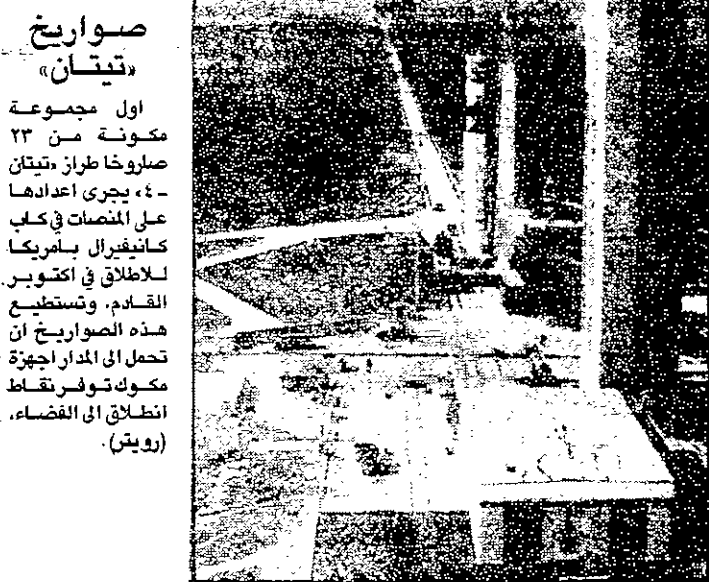 صواريخ
«تيتان»
اول مجموعة
مكونة من ٢٣
صاروخا طراز «تيتان
ـ ٤» يجرى اعدادها
على المنصات في كاب
كانيفيرال بامريكا
للاطلاق في اكتوبر
القادم. وتستطيع
هذه الصواريخ ان
تحمل الى المدار اجهزة
مكوك توفر نقاط
انطلاق الى الفضاء،
(رويتر).